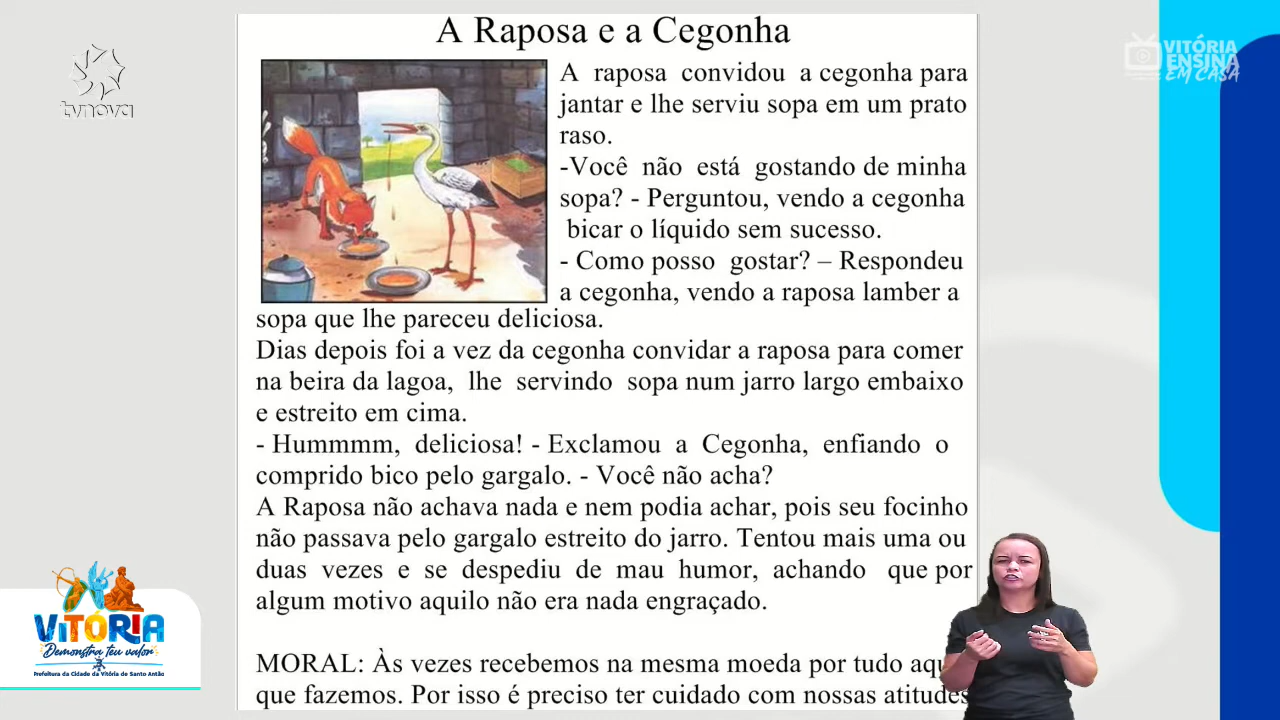 A Raposa e a Cegonha
A raposa convidou a cegonha para
jantar e lhe serviu sopa em um prato
raso.
-Você não está gostando de minha
sopa? - Perguntou, vendo a cegonha
bicar o líquido sem sucesso.
- Como posso gostar? – Respondeu
a cegonha, vendo a raposa lamber a
sopa que lhe pareceu deliciosa.
Dias depois foi a vez da cegonha convidar a raposa para comer
na beira da lagoa, lhe servindo sopa num jarro largo embaixo
e estreito em cima.
- Hummmm, deliciosa! - Exclamou a Cegonha, enfiando o
comprido bico pelo gargalo. - Você não acha?
A Raposa não achava nada e nem podia achar, pois seu focinho
não passava pelo gargalo estreito do jarro. Tentou mais uma ou
duas vezes e se despediu de mau humor, achando que por
algum motivo aquilo não era nada engraçado.
MORAL: Às vezes recebemos na mesma moeda por tudo aqu
que fazemos. Por isso é preciso ter cuidado com nossas atitudes
tvnova
VITÓRIA
ENSINA
EM CASA
VITÓRIA
Demonstra teu valor
Prefeitura da Cidade da Vitória de Santo Antão